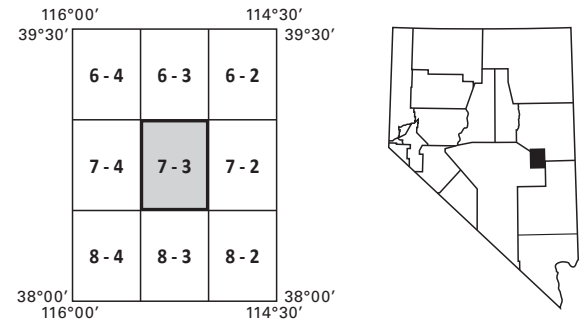 116°00′ 114°30′
39°30′ 39°30′
6 - 4 6 - 3 6 - 2
7 - 4 7 - 3 7 - 2
8 - 4 8 - 3 8 - 2
38°00′ 38°00′
116°00′ 114°30′